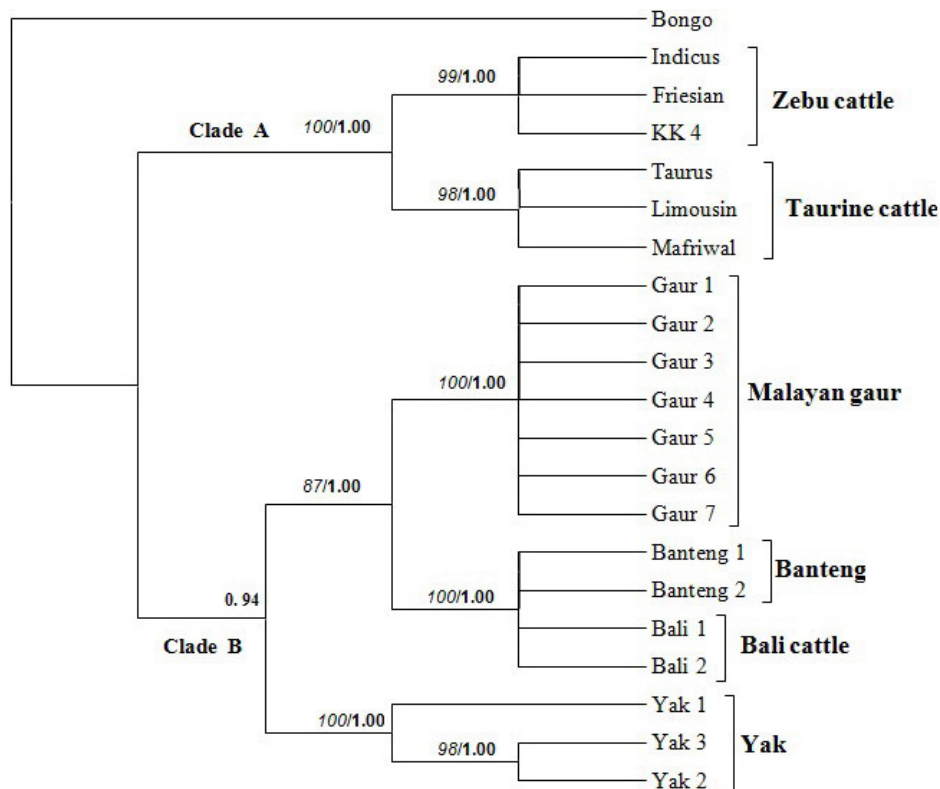 Bongo
Indicus
99/1.00
Friesian
Zebu cattle
KK 4
Clade A
100/1.00
Taurus
98/1.00
Limousin
Taurine cattle
Mafriwal
Gaur 1
Gaur 2
Gaur 3
100/1.00
Gaur 4
Malayan gaur
Gaur 5
Gaur 6
87/1.00
Gaur 7
Banteng 1
Banteng
Banteng 2
0.94
100/1.00
Bali 1
Clade B
Bali cattle
Bali 2
Yak 1
100/1.00
Yak 3
Yak
98/1.00
Yak 2